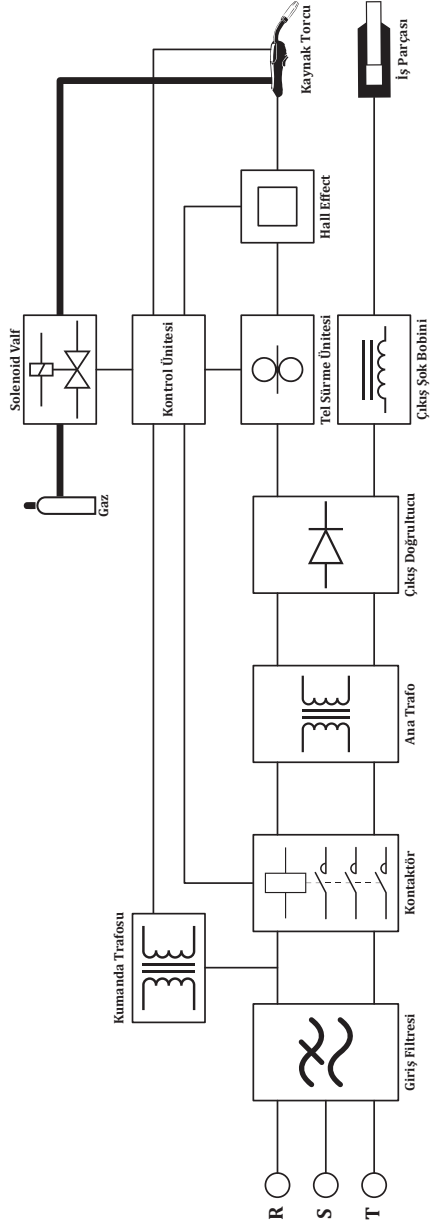 R
S
T
Giriş Filtresi
Kumanda Trafosu
Kontaktör
Ana Trafo
Çıkış Doğrultucu
Gaz
Solenoid Valf
Kontrol Ünitesi
Tel Sürme Ünitesi
Çıkış Şok Bobini
Hall Effect
Kaynak Torcu
İş Parçası